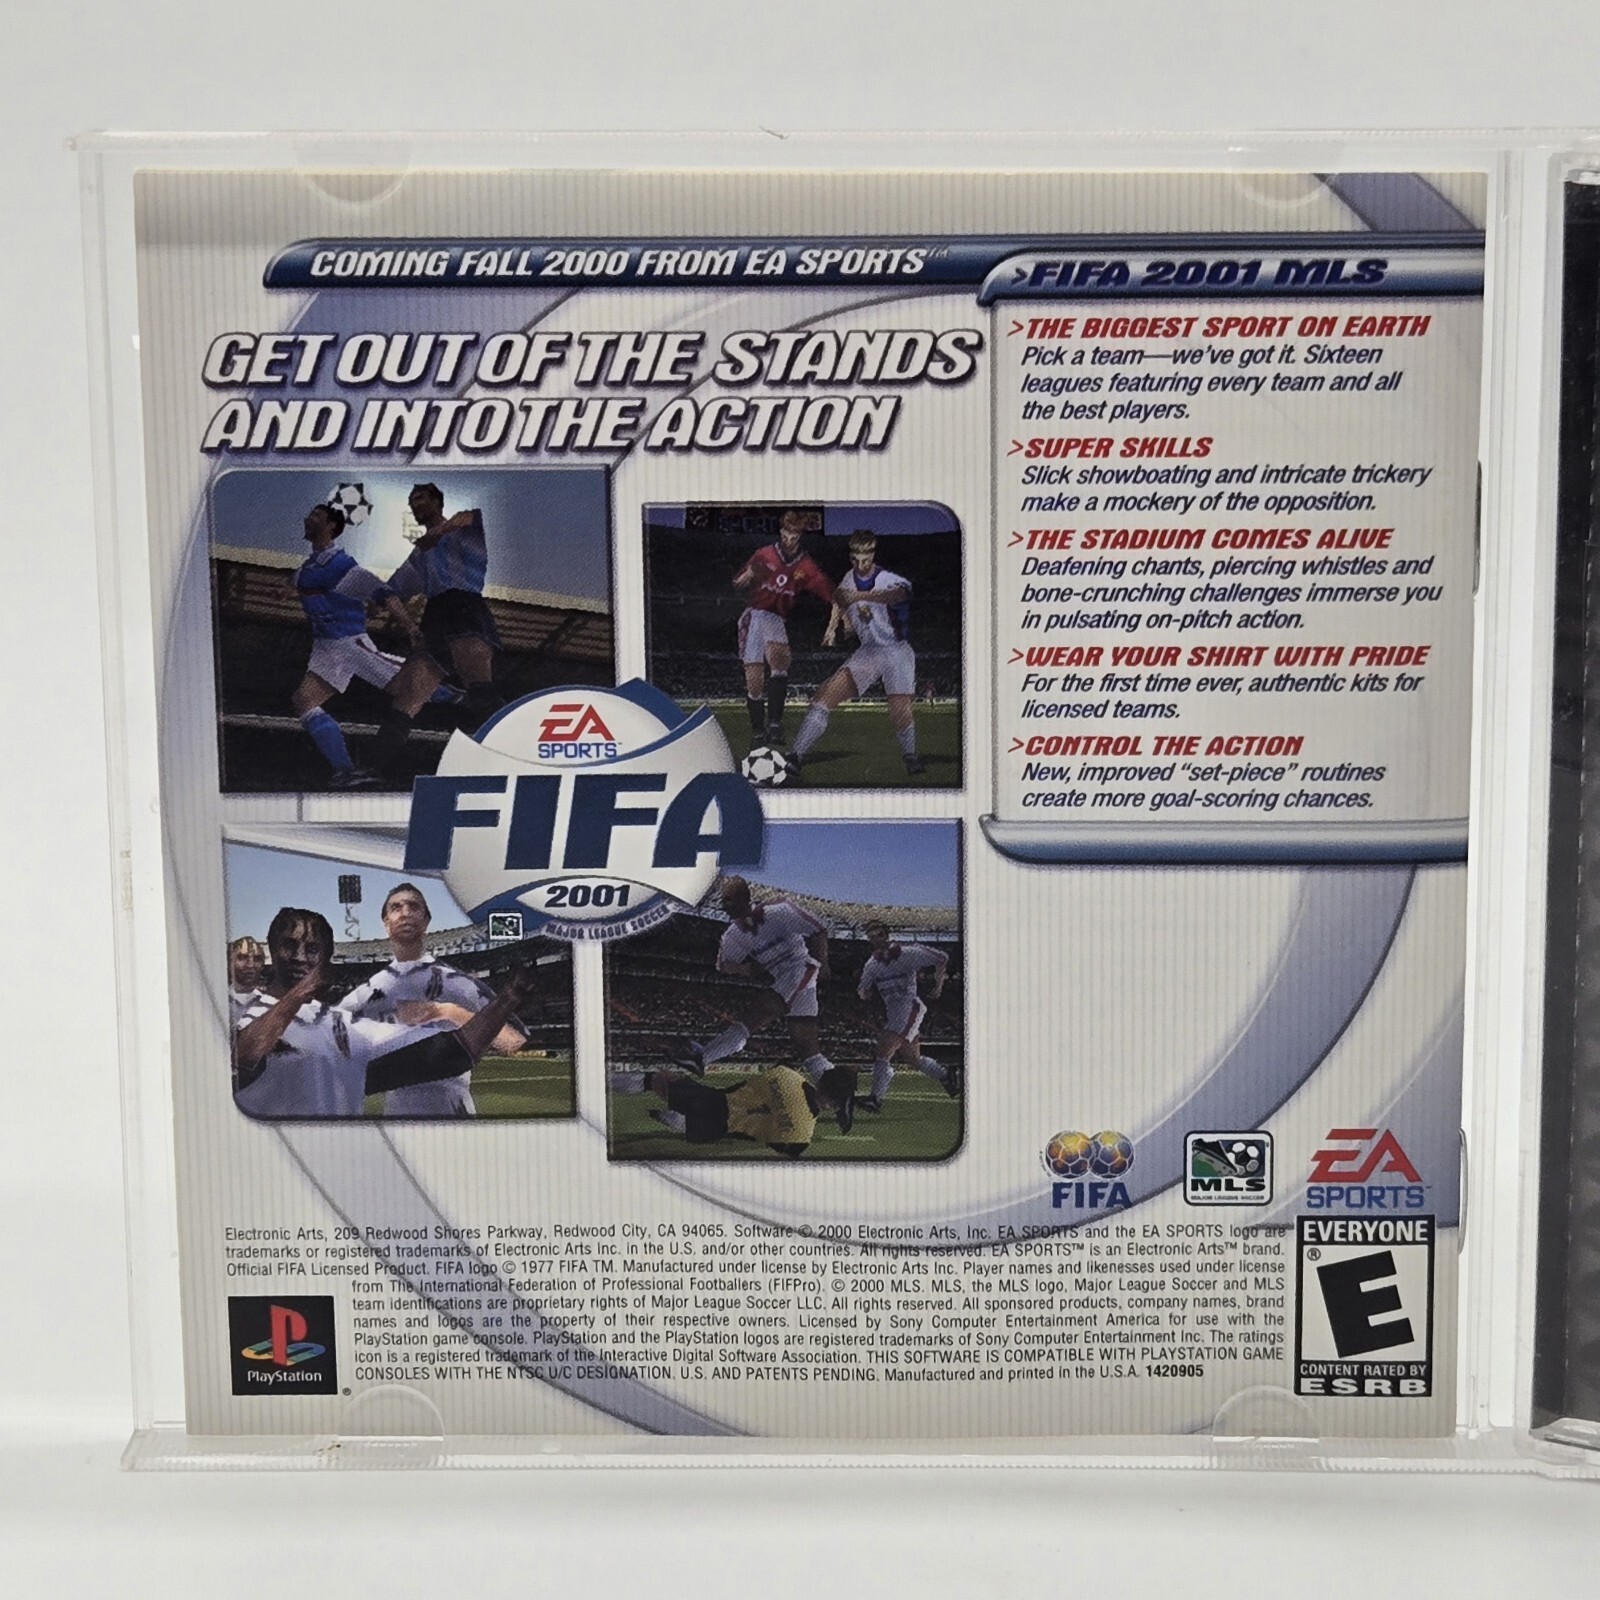 COMING FALL 2000 FROM EA SPORTS™
GET OUT OF THE STANDS
AND INTO THE ACTION
>FIFA 2001 MLS
>THE BIGGEST SPORT ON EARTH
Pick a team—we've got it. Sixteen
leagues featuring every team and all
the best players.
>SUPER SKILLS
Slick showboating and intricate trickery
make a mockery of the opposition.
>THE STADIUM COMES ALIVE
Deafening chants, piercing whistles and
bone-crunching challenges immerse you
in pulsating on-pitch action.
>WEAR YOUR SHIRT WITH PRIDE
For the first time ever, authentic kits for
licensed teams.
>CONTROL THE ACTION
New, improved “set-piece” routines
create more goal-scoring chances.
EA
SPORTS™
FIFA
2001
MAJOR LEAGUE SOCCER
FIFA
MLS
MAJOR LEAGUE SOCCER
EA
SPORTS™
Electronic Arts, 209 Redwood Shores Parkway, Redwood City, CA 94065. Software © 2000 Electronic Arts, Inc. EA SPORTS and the EA SPORTS logo are
trademarks or registered trademarks of Electronic Arts Inc. in the U.S. and/or other countries. All rights reserved. EA SPORTS™ is an Electronic Arts™ brand.
Official FIFA Licensed Product. FIFA logo © 1977 FIFA TM. Manufactured under license by Electronic Arts Inc. Player names and likenesses used under license
from The International Federation of Professional Footballers (FIFPro). © 2000 MLS. MLS, the MLS logo, Major League Soccer and MLS
team identifications are proprietary rights of Major League Soccer LLC. All rights reserved. All sponsored products, company names, brand
names and logos are the property of their respective owners. Licensed by Sony Computer Entertainment America for use with the
PlayStation game console. PlayStation and the PlayStation logos are registered trademarks of Sony Computer Entertainment Inc. The ratings
icon is a registered trademark of the Interactive Digital Software Association. THIS SOFTWARE IS COMPATIBLE WITH PLAYSTATION GAME
CONSOLES WITH THE NTSC U/C DESIGNATION. U.S. AND PATENTS PENDING. Manufactured and printed in the U.S.A. 1420905
PlayStation
®
EVERYONE
®
E
CONTENT RATED BY
ESRB